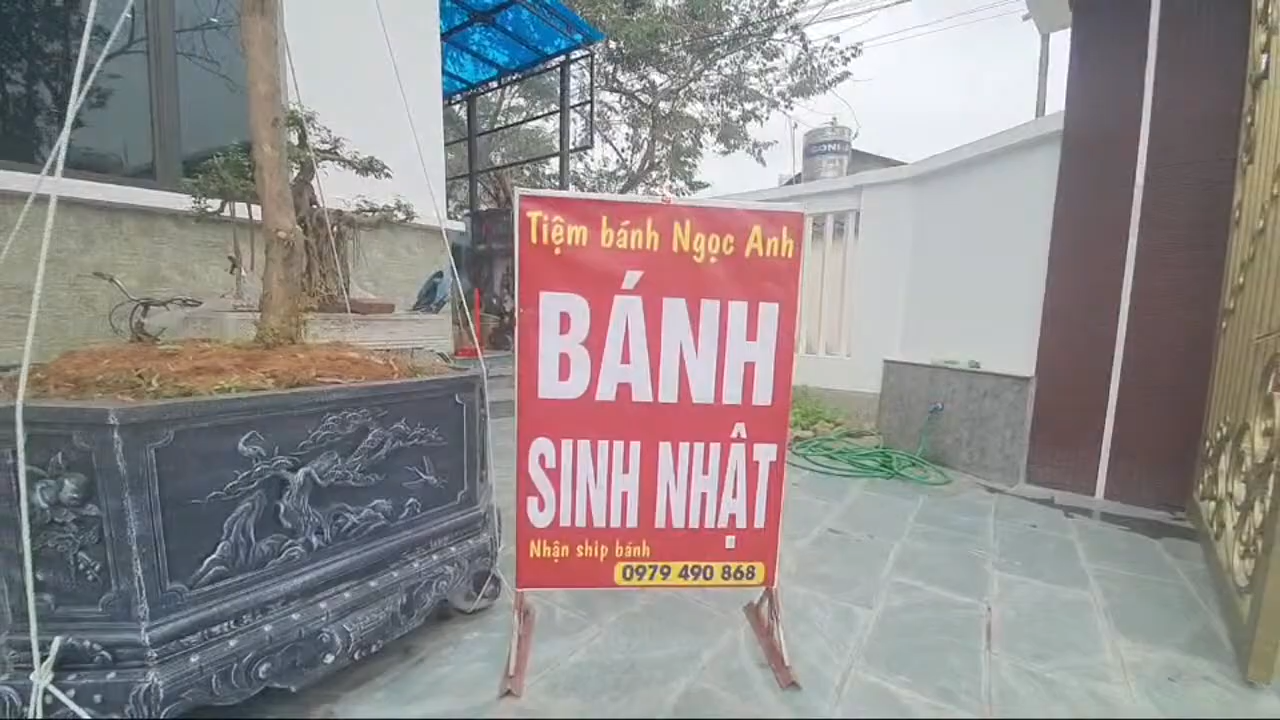 Tiệm bánh Ngọc Anh
BÁNH
SINH NHẬT
Nhận ship bánh
0979 490 868